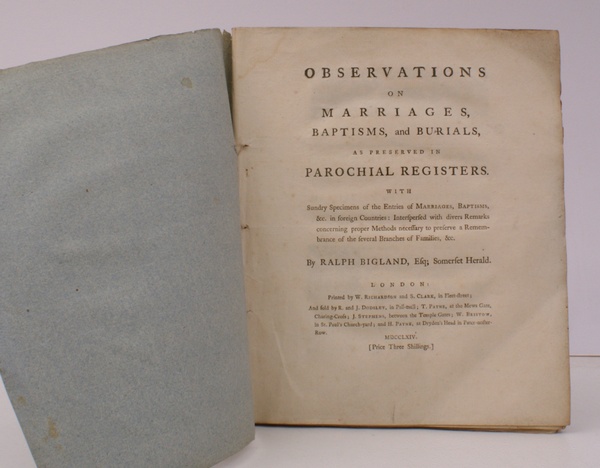 OBSERVATIONS
ON
MARRIAGES,
BAPTISMS, and BURIALS,
AS PRESERVED IN
PAROCHIAL REGISTERS.
WITH
Sundry Specimens of the Entries of MARRIAGES, BAPTISMS,
&c. in foreign Countries: Interspersed with divers Remarks
concerning proper Methods necessary to preserve a Remem-
brance of the several Branches of Families, &c.
By RALPH BIGLAND, Esq; Somerset Herald.
LONDON:
Printed by W. RICHARDSON and S. CLARK, in Fleet-street;
And sold by R. and J. DODSLEY, in Pall-mall; T. PAYNE, at the Mews Gate,
Charing-Cross; J. STEPHENS, between the Temple Gates; W. BRISTOW,
in St. Paul's Church-yard; and H. PAYNE, at Dryden's Head in Pater-noster
Row.
MDCCLXIV.
[Price Three Shillings.]